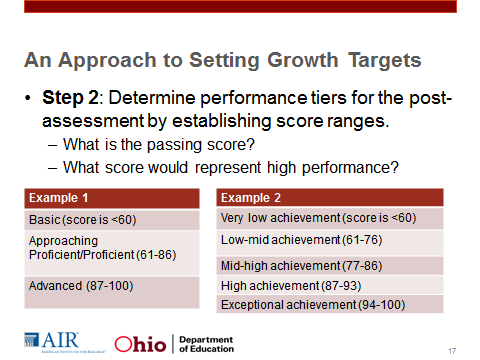 An Approach to Setting Growth Targets
• Step 2: Determine performance tiers for the post-
assessment by establishing score ranges.
– What is the passing score?
– What score would represent high performance?
Example 1
Basic (score is <60)
Approaching
Proficient/Proficient (61-86)
Advanced (87-100)
Example 2
Very low achievement (score is <60)
Low-mid achievement (61-76)
Mid-high achievement (77-86)
High achievement (87-93)
Exceptional achievement (94-100)
AIR
AMERICAN INSTITUTES FOR RESEARCH
Ohio
Department
of Education
17